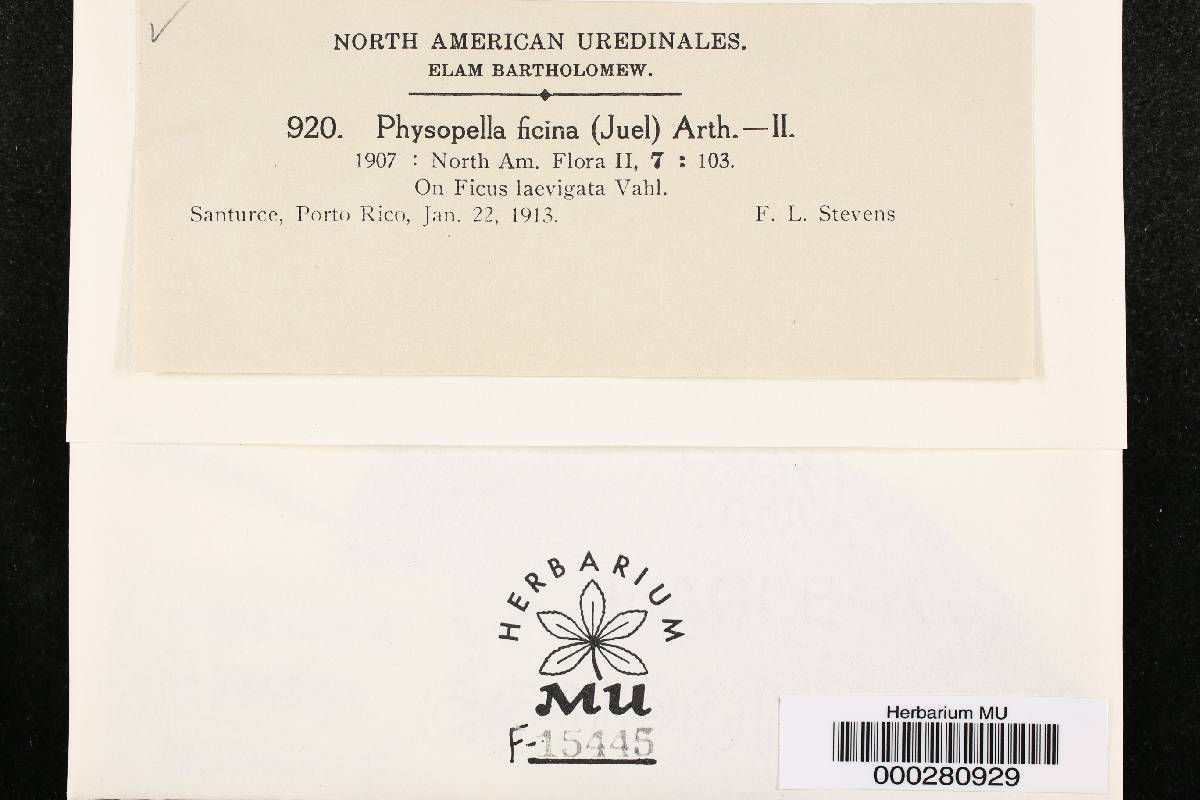 NORTH AMERICAN UREDINALES.
ELAM BARTHOLOMEW.
920. Physopella ficina (Juel) Arth.—II.
1907 : North Am. Flora II, 7 : 103.
On Ficus laevigata Vahl.
Santurce, Porto Rico, Jan. 22, 1913. F. L. Stevens
HERBARIUM
MU
F-15445
Herbarium MU
000280929